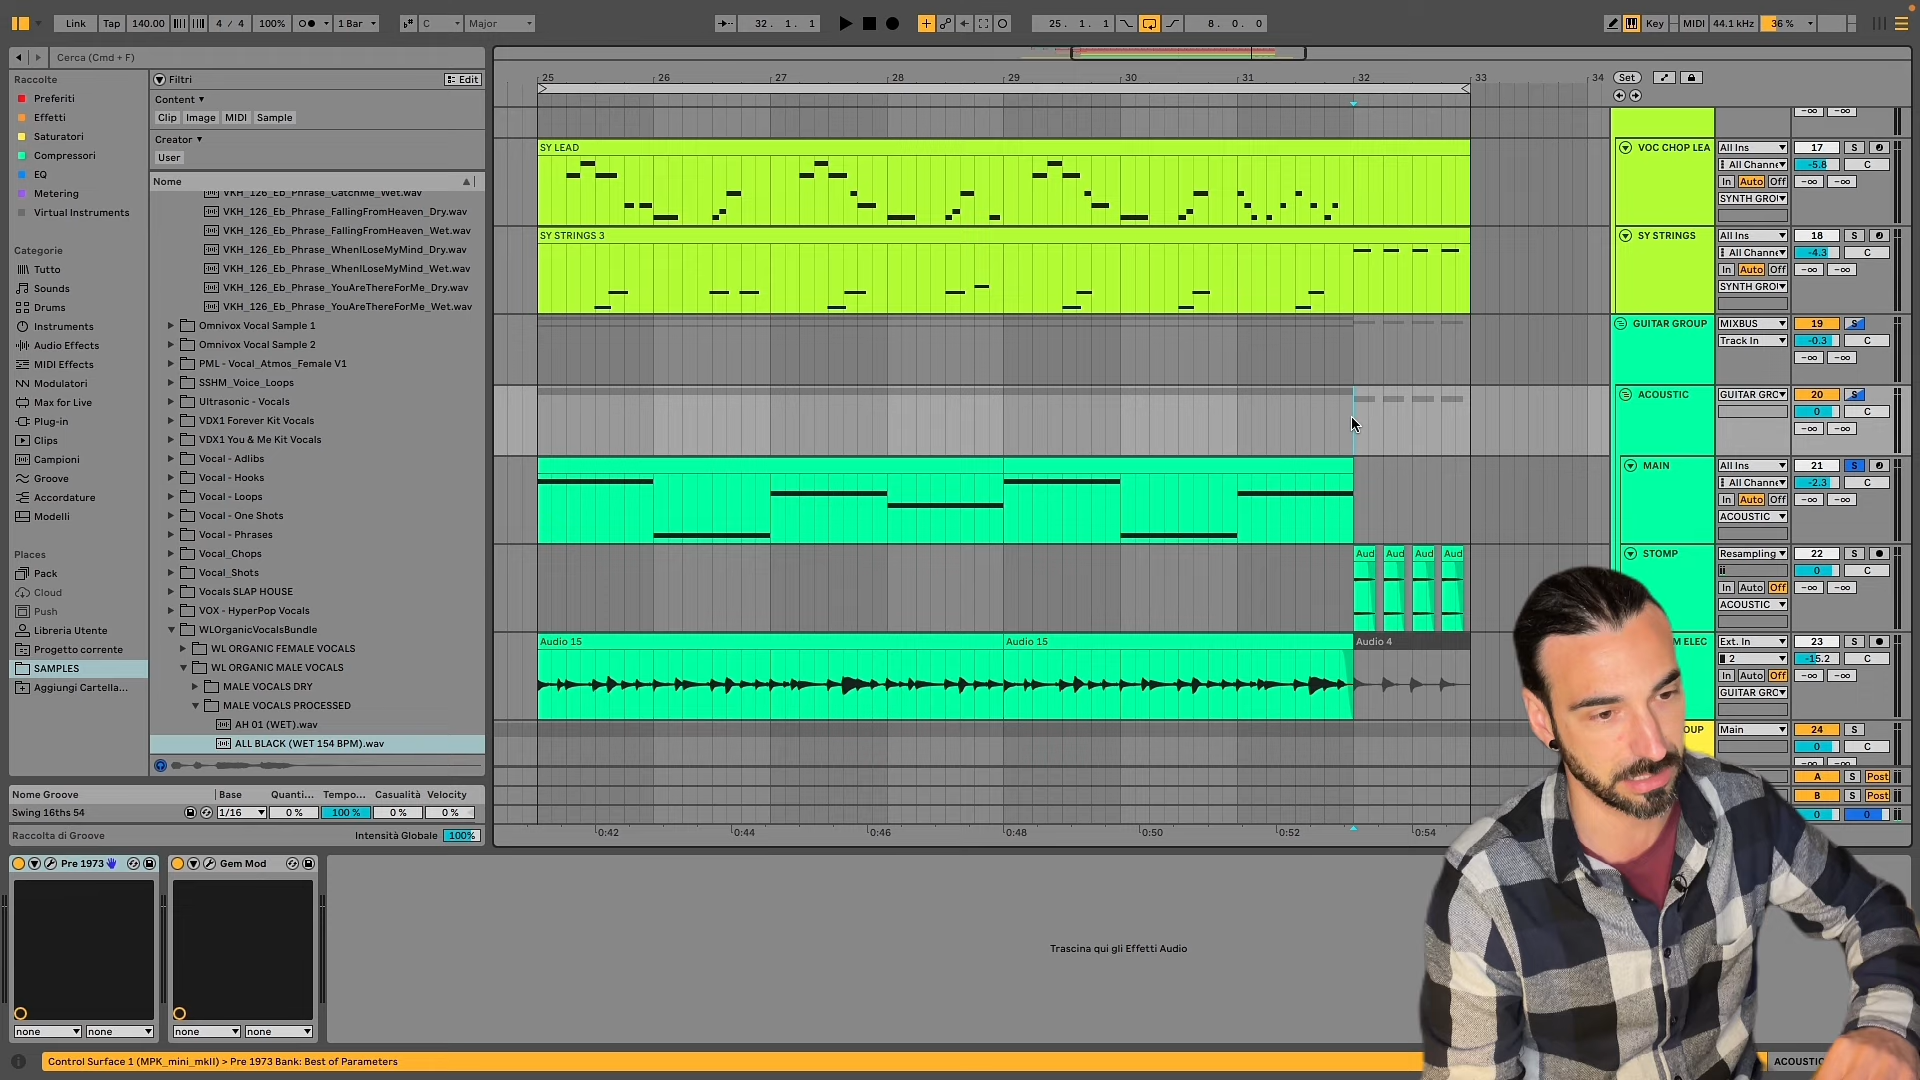 Link Tap 140.00 4 / 4 100% 1 Bar C Major 32. 1. 1 25. 1. 1 8. 0. 0 Key MIDI 44.1 kHz 36 %
Cerca (Cmd + F)
Raccolte
Preferiti
Effetti
Saturatori
Compressori
EQ
Metering
Virtual Instruments
Categorie
Tutto
Sounds
Drums
Instruments
Audio Effects
MIDI Effects
Modulatori
Max for Live
Plug-in
Clips
Campioni
Groove
Accordature
Modelli
Places
Pack
Cloud
Push
Libreria Utente
Progetto corrente
SAMPLES
Aggiungi Cartella...
Filtri Edit
Content
Clip Image MIDI Sample
Creator
User
Name
VKH_126_Eb_Phrase_CatchMe_Wet.wav
VKH_126_Eb_Phrase_FallingFromHeaven_Dry.wav
VKH_126_Eb_Phrase_FallingFromHeaven_Wet.wav
VKH_126_Eb_Phrase_WhenILoseMyMind_Dry.wav
VKH_126_Eb_Phrase_WhenILoseMyMind_Wet.wav
VKH_126_Eb_Phrase_YouAreThereForMe_Dry.wav
VKH_126_Eb_Phrase_YouAreThereForMe_Wet.wav
Omnivox Vocal Sample 1
Omnivox Vocal Sample 2
PML - Vocal_Atmos_Female V1
SSHM_Voice_Loops
Ultrasonic - Vocals
VDX1 Forever Kit Vocals
VDX1 You & Me Kit Vocals
Vocal - Adlibs
Vocal - Hooks
Vocal - Loops
Vocal - One Shots
Vocal - Phrases
Vocal_Chops
Vocal_Shots
Vocals SLAP HOUSE
VOX - HyperPop Vocals
WLOrganicVocalsBundle
WL ORGANIC FEMALE VOCALS
WL ORGANIC MALE VOCALS
MALE VOCALS DRY
MALE VOCALS PROCESSED
AH 01 (WET).wav
ALL BLACK (WET 154 BPM).wav
Nome Groove Base Quanti... Tempo... Casualità Velocity
Swing 16ths 54 1/16 0 % 100 % 0 % 0 %
Raccolta di Groove Intensità Globale 100%
25 26 27 28 29 30 31 32 33 34 Set
SY LEAD
SY STRINGS 3
Aud Aud Aud Aud
Audio 15 Audio 15 Audio 4
0:42 0:44 0:46 0:48 0:50 0:52 0:54
-∞ -∞
VOC CHOP LEA All Ins 17 S
All Channe -5.8 C
In Auto Off -∞ -∞
SYNTH GRO
SY STRINGS All Ins 18 S
All Channe -4.3 C
In Auto Off -∞ -∞
SYNTH GRO
GUITAR GROUP MIXBUS 19 S
Track In -0.3 C
-∞ -∞
ACOUSTIC GUITAR GRC 20 S
0 C
-∞ -∞
MAIN All Ins 21 S
All Channe -2.3 C
In Auto Off -∞ -∞
ACOUSTIC
STOMP Resampling 22 S
0 C
In Auto Off -∞ -∞
ACOUSTIC
M ELEC Ext. In 23 S
2 -15.2 C
In Auto Off -∞ -∞
GUITAR GRC
OUP Main 24 S
0 C
-∞ -∞
A S Post
B S Post
0 0
Pre 1973 Gem Mod
none none none none
Trascina qui gli Effetti Audio
Control Surface 1 (MPK_mini_mkII) > Pre 1973 Bank: Best of Parameters
ACOUSTIC